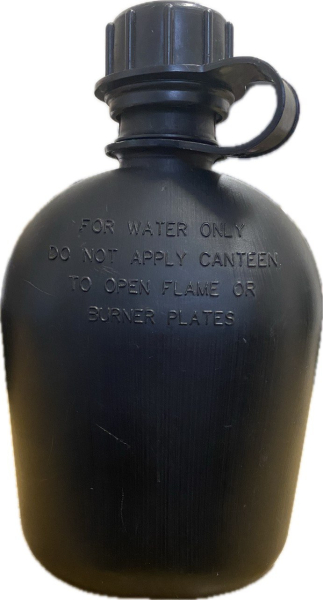 FOR WATER ONLY
DO NOT APPLY CANTEEN
TO OPEN FLAME OR
BURNER PLATES